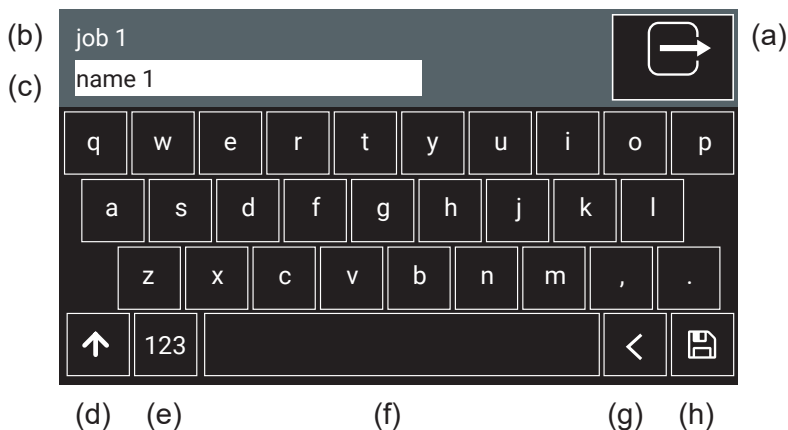 (b) job 1 (a)
(c) name 1
q w e r t y u i o p
a s d f g h j k l
z x c v b n m , .
123
(d) (e) (f) (g) (h)